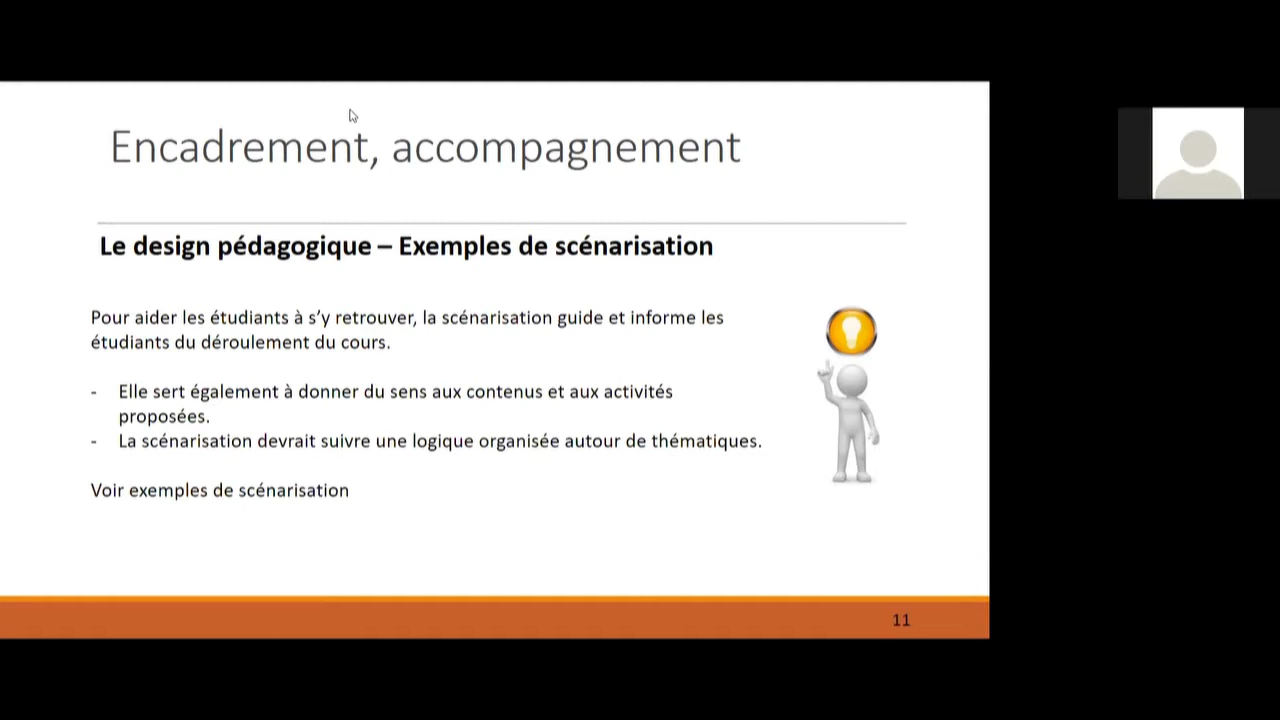 Encadrement, accompagnement
Le design pédagogique – Exemples de scénarisation
Pour aider les étudiants à s’y retrouver, la scénarisation guide et informe les
étudiants du déroulement du cours.
- Elle sert également à donner du sens aux contenus et aux activités
proposées.
- La scénarisation devrait suivre une logique organisée autour de thématiques.
Voir exemples de scénarisation
11